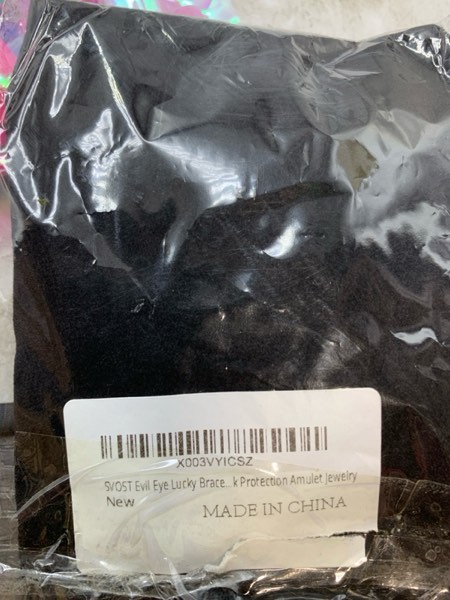 X003VYICSZ
SVOST Evil Eye Lucky Brace...k Protection Amulet Jewelry
New
MADE IN CHINA